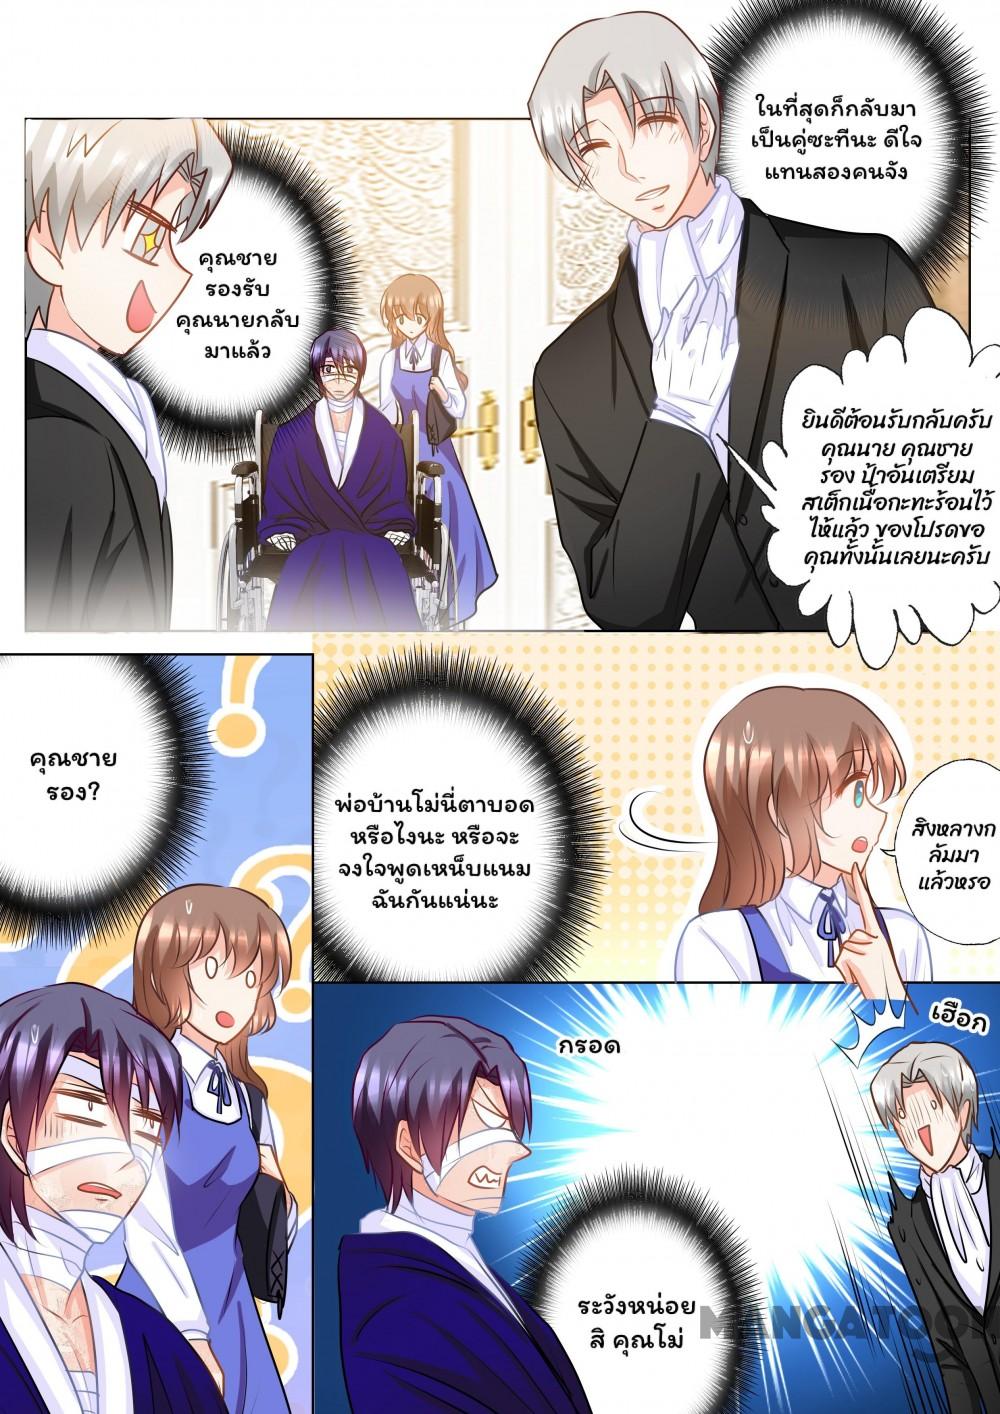 ในที่สุดก็กลับมา
เป็นคู่ซะทีนะ ดีใจ
แทนสองคนจัง
คุณชาย
รองรับ
คุณนายกลับ
มาแล้ว
ยินดีต้อนรับกลับครับ
คุณนาย คุณชาย
รอง ป้าอันเตรียม
สเต็กเนื้อกะทะร้อนไว้
ให้แล้ว ของโปรดขอ
คุณทั้งนั้นเลยนะครับ
คุณชาย
รอง?
พ่อบ้านโม่นี่ตาบอด
หรือไงนะ หรือจะ
จงใจพูดเหน็บแนม
ฉันกันแน่นะ
สิงหลางก
ลัมมา
แล้วหรอ
กรอด
เฮือก
ระวังหน่อย
สิ คุณโม่
MANGATOON